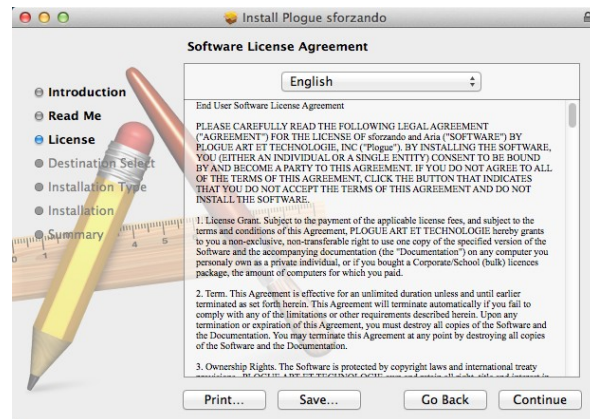 Install Plogue sforzando
Software License Agreement
Introduction
Read Me
License
Destination Select
Installation Type
Installation
Summary
English
End User Software License Agreement
PLEASE CAREFULLY READ THE FOLLOWING LEGAL AGREEMENT
("AGREEMENT") FOR THE LICENSE OF sforzando and Aria ("SOFTWARE") BY
PLOGUE ART ET TECHNOLOGIE, INC ("Plogue"). BY INSTALLING THE SOFTWARE,
YOU (EITHER AN INDIVIDUAL OR A SINGLE ENTITY) CONSENT TO BE BOUND
BY AND BECOME A PARTY TO THIS AGREEMENT. IF YOU DO NOT AGREE TO ALL
OF THE TERMS OF THIS AGREEMENT, CLICK THE BUTTON THAT INDICATES
THAT YOU DO NOT ACCEPT THE TERMS OF THIS AGREEMENT AND DO NOT
INSTALL THE SOFTWARE.
1. License Grant. Subject to the payment of the applicable license fees, and subject to the
terms and conditions of this Agreement, PLOGUE ART ET TECHNOLOGIE hereby grants
to you a non-exclusive, non-transferable right to use one copy of the specified version of the
Software and the accompanying documentation (the "Documentation") on any computer you
personaly own as a private individual, or if you bought a Corporate/School (bulk) licences
package, the amount of computers for which you paid.
2. Term. This Agreement is effective for an unlimited duration unless and until earlier
terminated as set forth herein. This Agreement will terminate automatically if you fail to
comply with any of the limitations or other requirements described herein. Upon any
termination or expiration of this Agreement, you must destroy all copies of the Software and
the Documentation. You may terminate this Agreement at any point by destroying all copies
of the Software and the Documentation.
3. Ownership Rights. The Software is protected by copyright laws and international treaty
Print...
Save...
Go Back
Continue